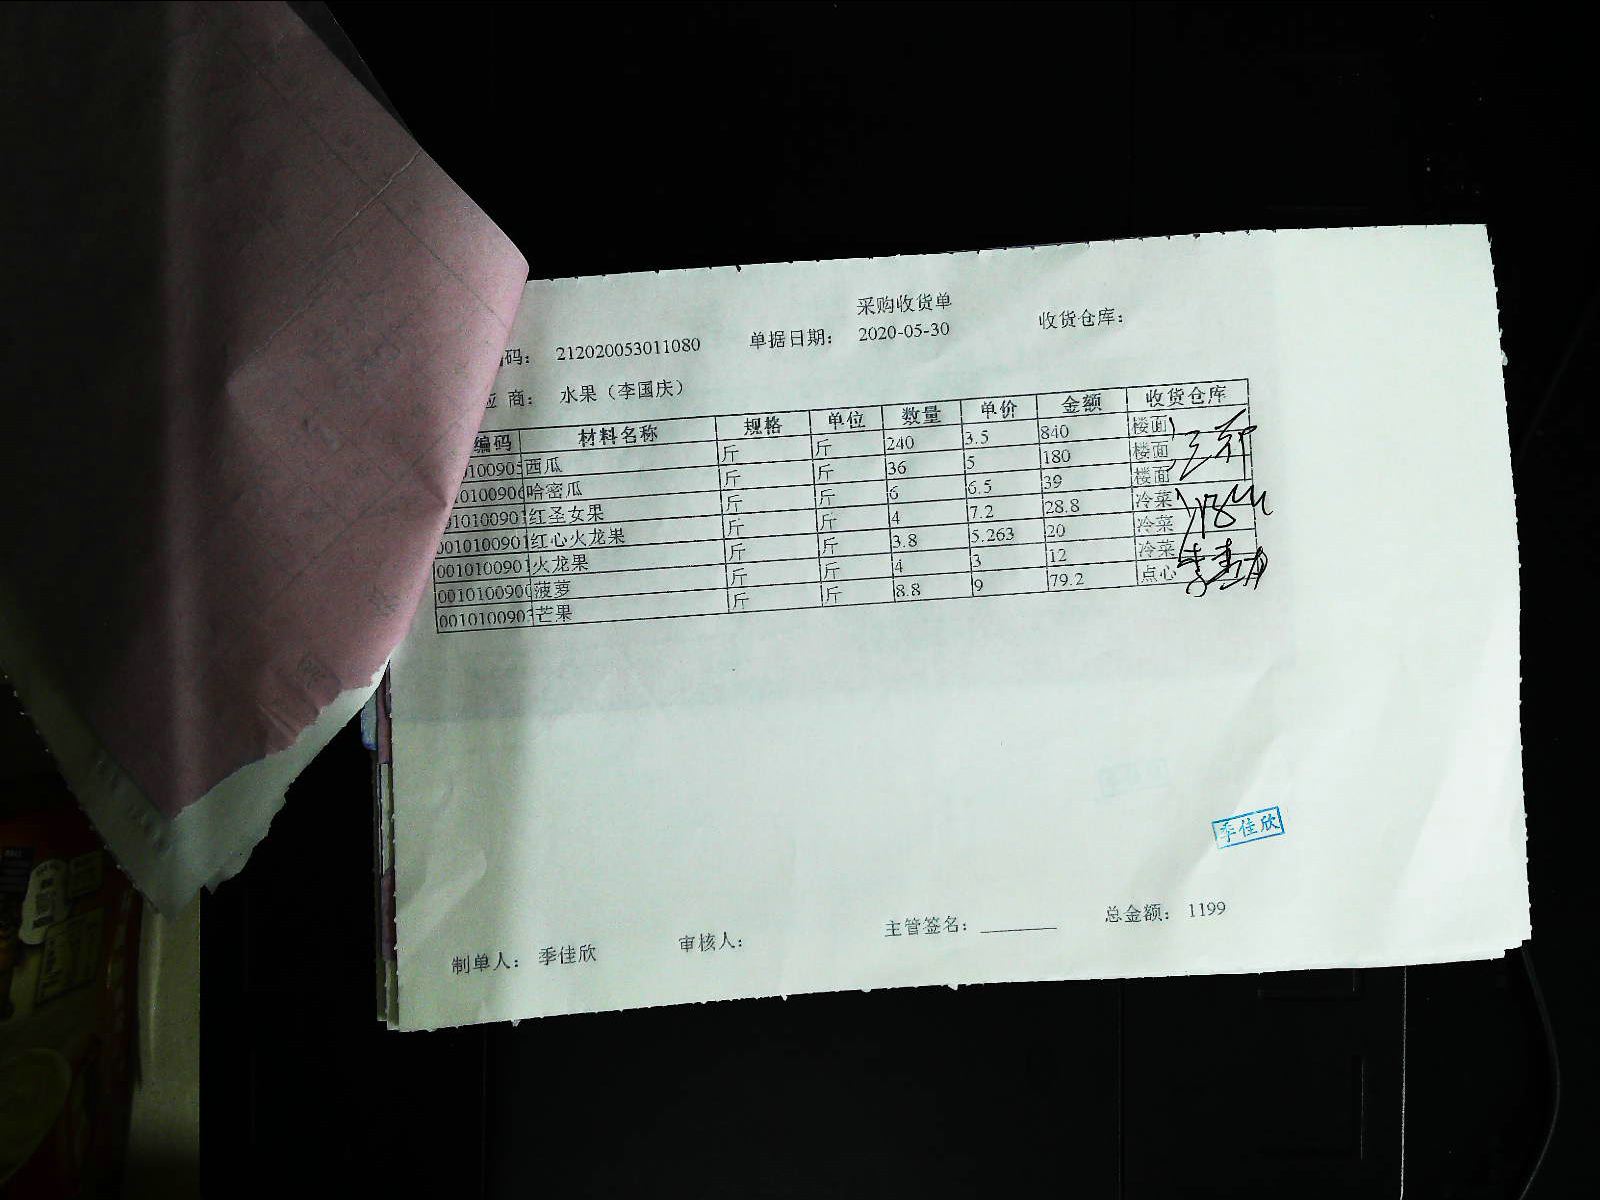 采购收货单
码： 212020053011080 单据日期： 2020-05-30 收货仓库：
应 商： 水果（李国庆）
编码 材料名称 规格 单位 数量 单价 金额 收货仓库
0100905 西瓜 斤 斤 240 3.5 840 楼面
0100906 哈密瓜 斤 斤 36 5 180 楼面
0100901 红圣女果 斤 斤 6 6.5 39 楼面
00100901 红心火龙果 斤 斤 4 7.2 28.8 冷菜
001100901 火龙果 斤 斤 3.8 5.263 20 冷菜
0010100900 菠萝 斤 斤 4 3 12 冷菜
0010100903 芒果 斤 斤 8.8 9 79.2 点心
季佳欣
制单人： 季佳欣 审核人： 主管签名： 总金额： 1199